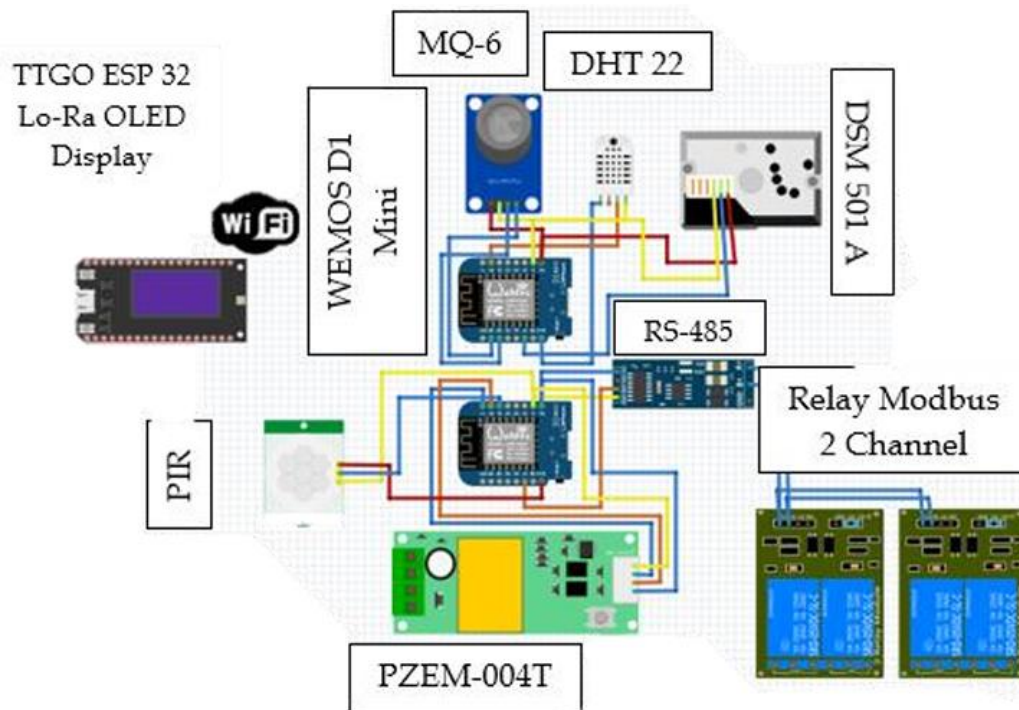 MQ-6
DHT 22
TTGO ESP 32
Lo-Ra OLED
Display
WEMOS D1
Mini
DSM 501 A
Wi Fi
RS-485
Relay Modbus
2 Channel
PIR
PZEM-004T